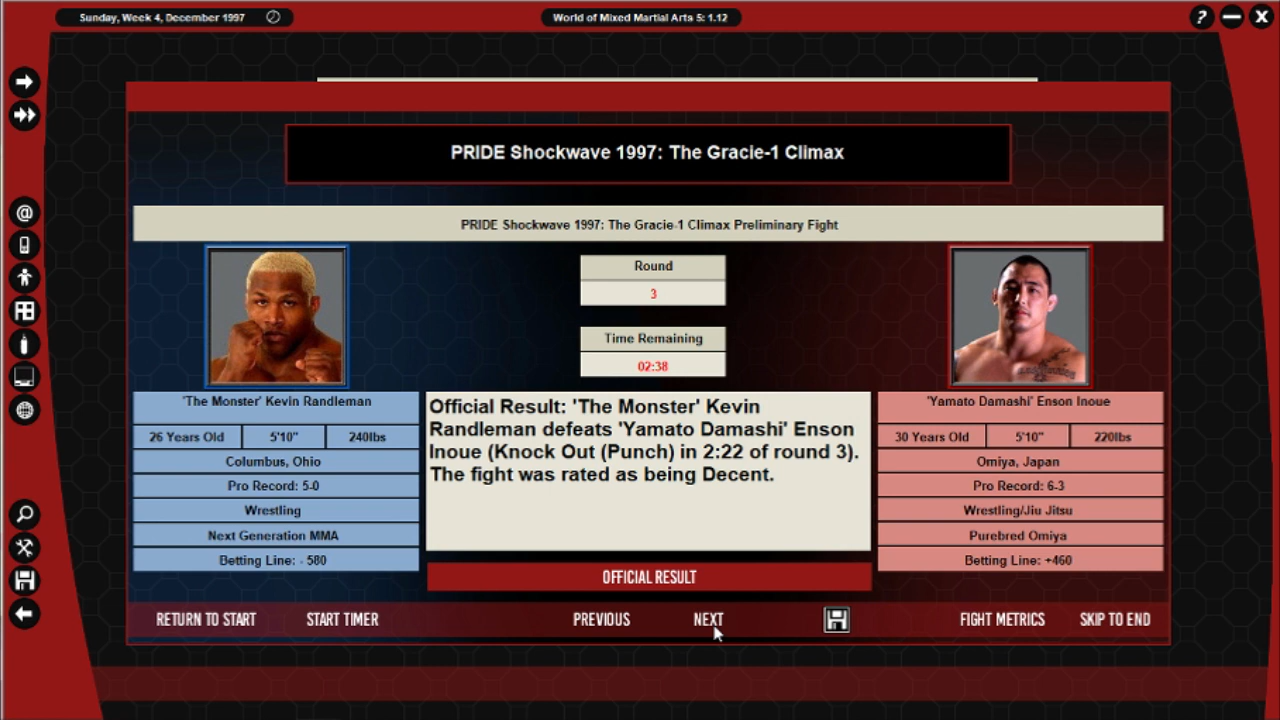 Sunday, Week 4, December 1997
World of Mixed Martial Arts 5: 1.12
?
X
@
PRIDE Shockwave 1997: The Gracie-1 Climax
PRIDE Shockwave 1997: The Gracie-1 Climax Preliminary Fight
Round
3
Time Remaining
02:38
'The Monster' Kevin Randleman
26 Years Old
5'10"
240lbs
Columbus, Ohio
Pro Record: 5-0
Wrestling
Next Generation MMA
Betting Line: - 580
Official Result: 'The Monster' Kevin
Randleman defeats 'Yamato Damashi' Enson
Inoue (Knock Out (Punch) in 2:22 of round 3).
The fight was rated as being Decent.
OFFICIAL RESULT
'Yamato Damashi' Enson Inoue
30 Years Old
5'10"
220lbs
Omiya, Japan
Pro Record: 6-3
Wrestling/Jiu Jitsu
Purebred Omiya
Betting Line: +460
RETURN TO START
START TIMER
PREVIOUS
NEXT
FIGHT METRICS
SKIP TO END